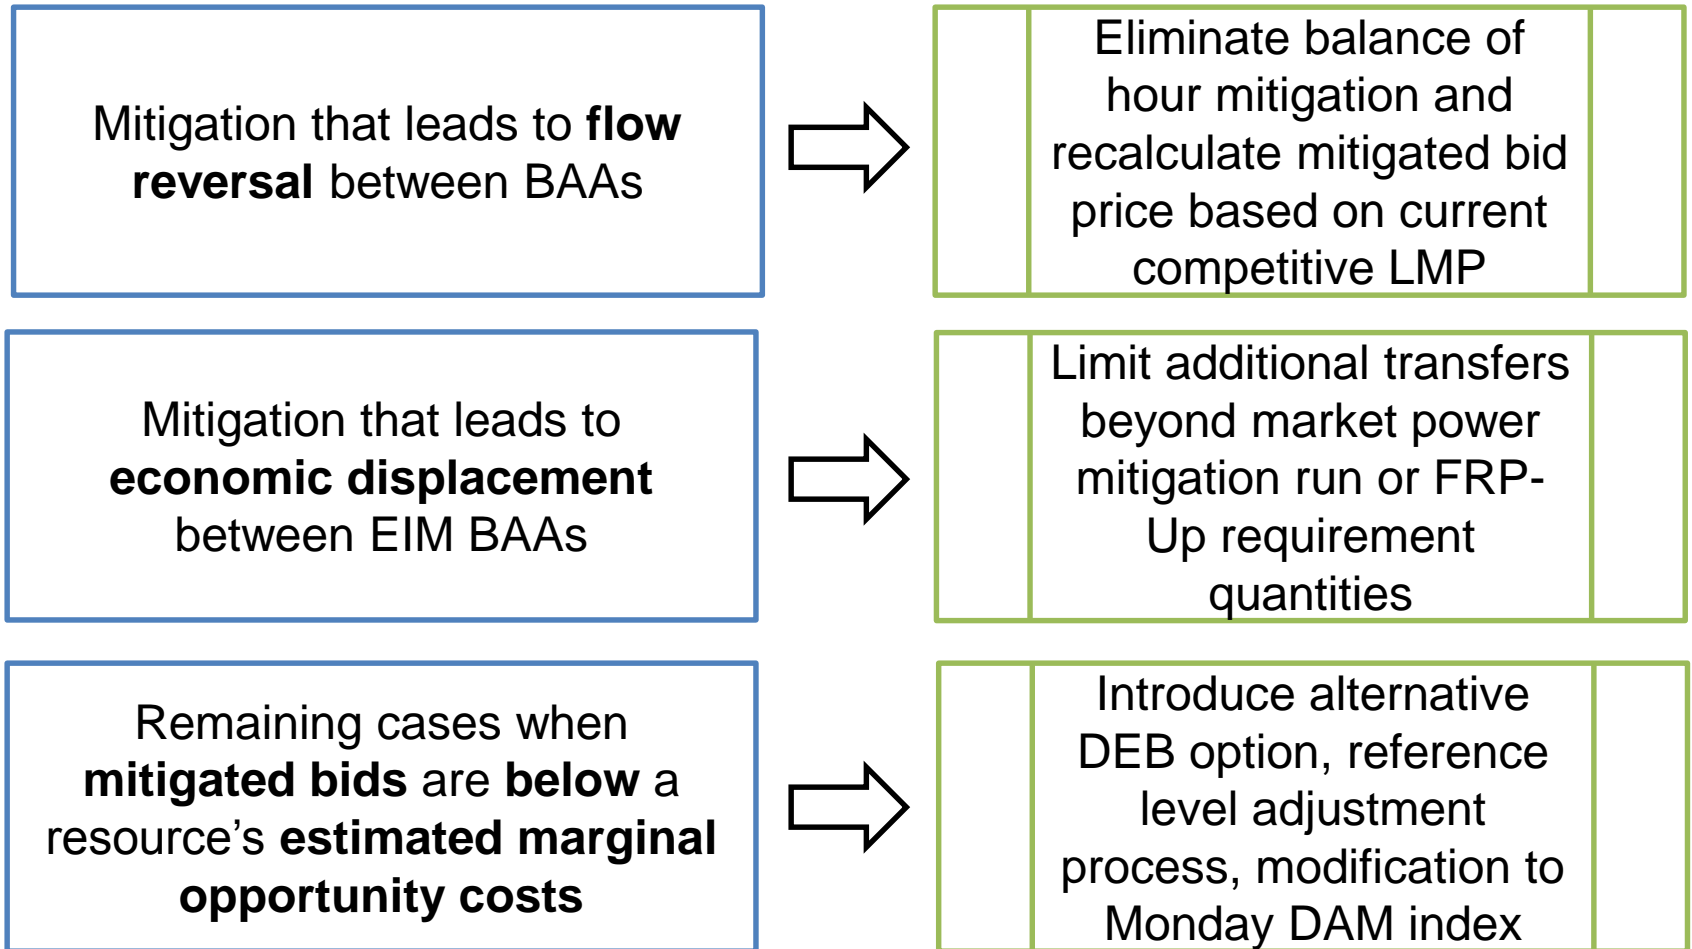 Mitigation that leads to flow
reversal between BAAs
Eliminate balance of
hour mitigation and
recalculate mitigated bid
price based on current
competitive LMP
Mitigation that leads to
economic displacement
between EIM BAAs
Limit additional transfers
beyond market power
mitigation run or FRP-
Up requirement
quantities
Remaining cases when
mitigated bids are below a
resource’s estimated marginal
opportunity costs
Introduce alternative
DEB option, reference
level adjustment
process, modification to
Monday DAM index